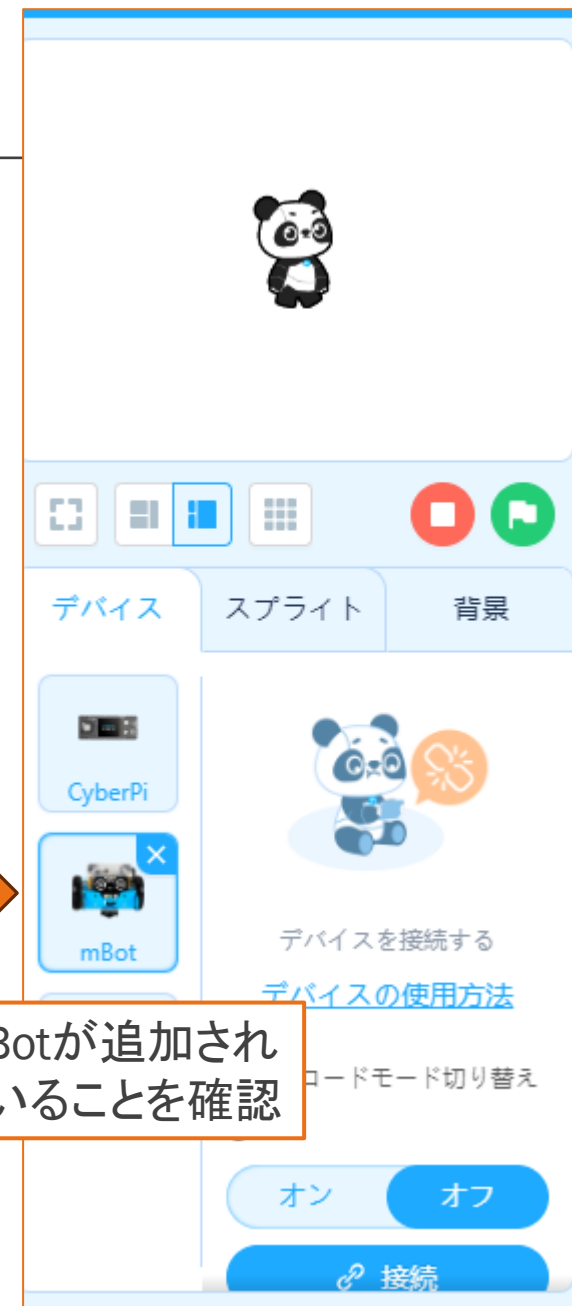 デバイス
スプライト
背景
CyberPi
mBot
デバイスを接続する
デバイスの使用方法
Botが追加され
いることを確認
コードモード切り替え
オン
オフ
接続